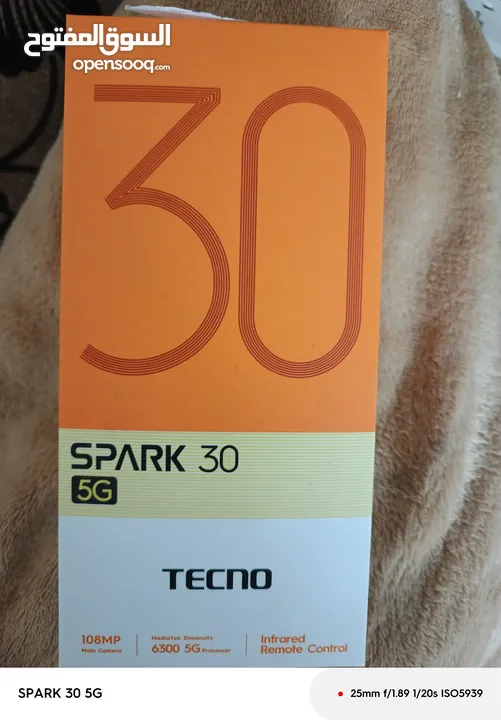 السوق المفتوح
opensooq.com
30
SPARK 30
5G
TECNO
108MP
Main Camera
MediaTek Dimensity
6300 5G Processor
Infrared
Remote Control
SPARK 30 5G
25mm f/1.89 1/20s ISO5939